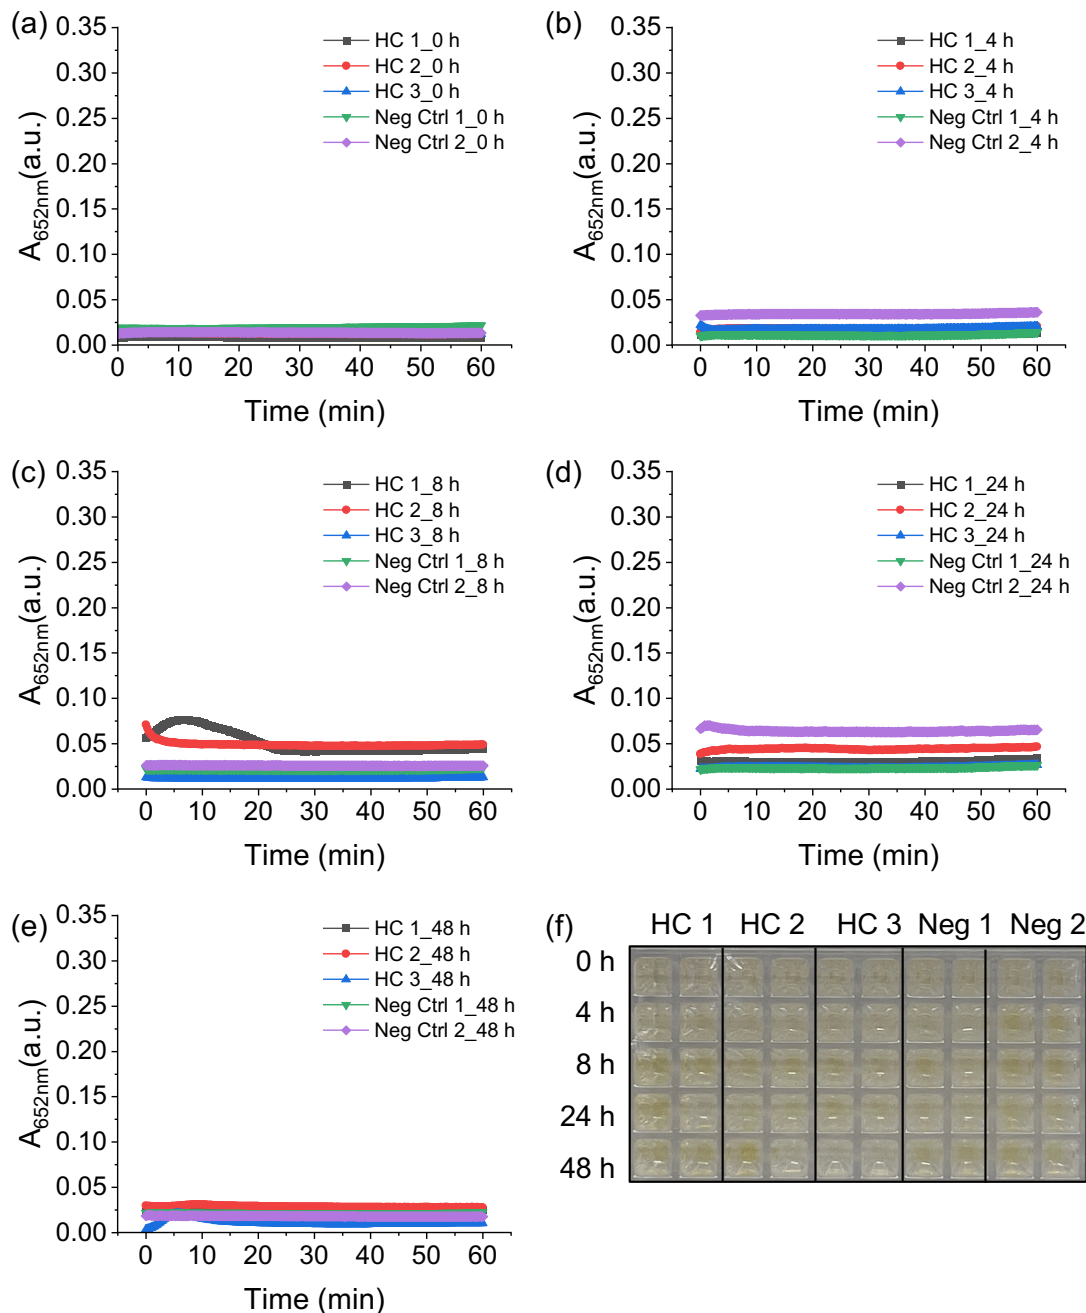 (a)
0.35
0.30
0.25
0.20
0.15
0.10
0.05
0.00
A652nm(a.u.)
HC 1_0 h
HC 2_0 h
HC 3_0 h
Neg Ctrl 1_0 h
Neg Ctrl 2_0 h
0 10 20 30 40 50 60
Time (min)
(b)
0.35
0.30
0.25
0.20
0.15
0.10
0.05
0.00
A652nm(a.u.)
HC 1_4 h
HC 2_4 h
HC 3_4 h
Neg Ctrl 1_4 h
Neg Ctrl 2_4 h
0 10 20 30 40 50 60
Time (min)
(c)
0.35
0.30
0.25
0.20
0.15
0.10
0.05
0.00
A652nm(a.u.)
HC 1_8 h
HC 2_8 h
HC 3_8 h
Neg Ctrl 1_8 h
Neg Ctrl 2_8 h
0 10 20 30 40 50 60
Time (min)
(d)
0.35
0.30
0.25
0.20
0.15
0.10
0.05
0.00
A652nm(a.u.)
HC 1_24 h
HC 2_24 h
HC 3_24 h
Neg Ctrl 1_24 h
Neg Ctrl 2_24 h
0 10 20 30 40 50 60
Time (min)
(e)
0.35
0.30
0.25
0.20
0.15
0.10
0.05
0.00
A652nm(a.u.)
HC 1_48 h
HC 2_48 h
HC 3_48 h
Neg Ctrl 1_48 h
Neg Ctrl 2_48 h
0 10 20 30 40 50 60
Time (min)
(f)
HC 1 HC 2 HC 3 Neg 1 Neg 2
0 h
4 h
8 h
24 h
48 h